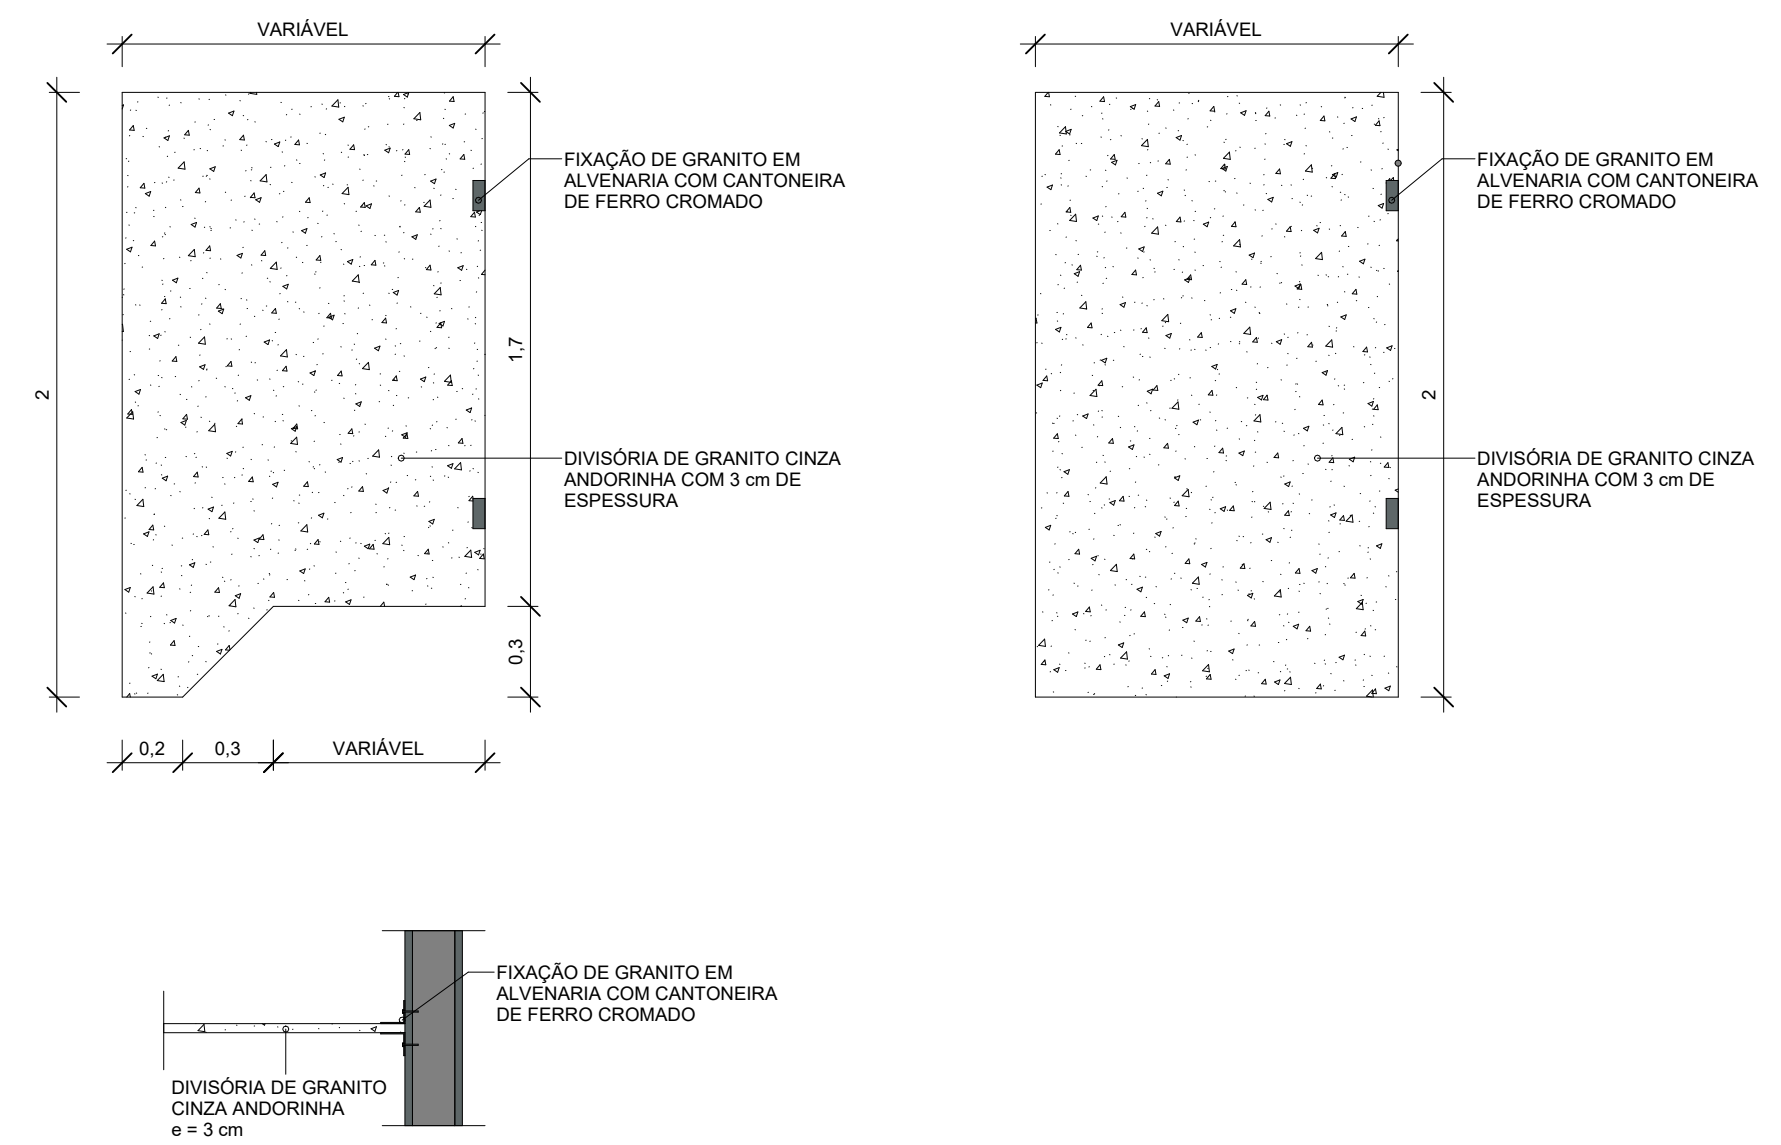 VARIÁVEL
2
1,7
0,3
FIXAÇÃO DE GRANITO EM
ALVENARIA COM CANTONEIRA
DE FERRO CROMADO
DIVISÓRIA DE GRANITO CINZA
ANDORINHA COM 3 cm DE
ESPESSURA
0,2
0,3
VARIÁVEL
VARIÁVEL
2
FIXAÇÃO DE GRANITO EM
ALVENARIA COM CANTONEIRA
DE FERRO CROMADO
DIVISÓRIA DE GRANITO CINZA
ANDORINHA COM 3 cm DE
ESPESSURA
FIXAÇÃO DE GRANITO EM
ALVENARIA COM CANTONEIRA
DE FERRO CROMADO
DIVISÓRIA DE GRANITO
CINZA ANDORINHA
e = 3 cm